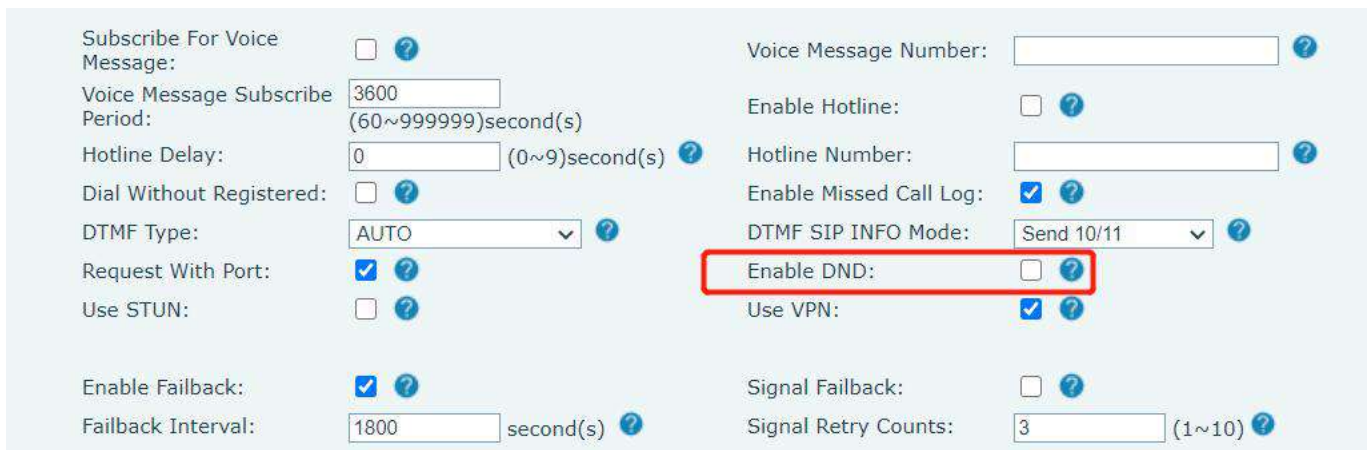 Subscribe For Voice
Message:
?
Voice Message Number:
?
Voice Message Subscribe
Period:
3600
(60~999999)second(s)
Enable Hotline:
?
Hotline Delay:
0
(0~9)second(s)
?
Hotline Number:
?
Dial Without Registered:
?
Enable Missed Call Log:
?
DTMF Type:
AUTO
?
DTMF SIP INFO Mode:
Send 10/11
?
Request With Port:
?
Enable DND:
?
Use STUN:
?
Use VPN:
?
Enable Failback:
?
Signal Failback:
?
Failback Interval:
1800
second(s)
?
Signal Retry Counts:
3
(1~10)
?